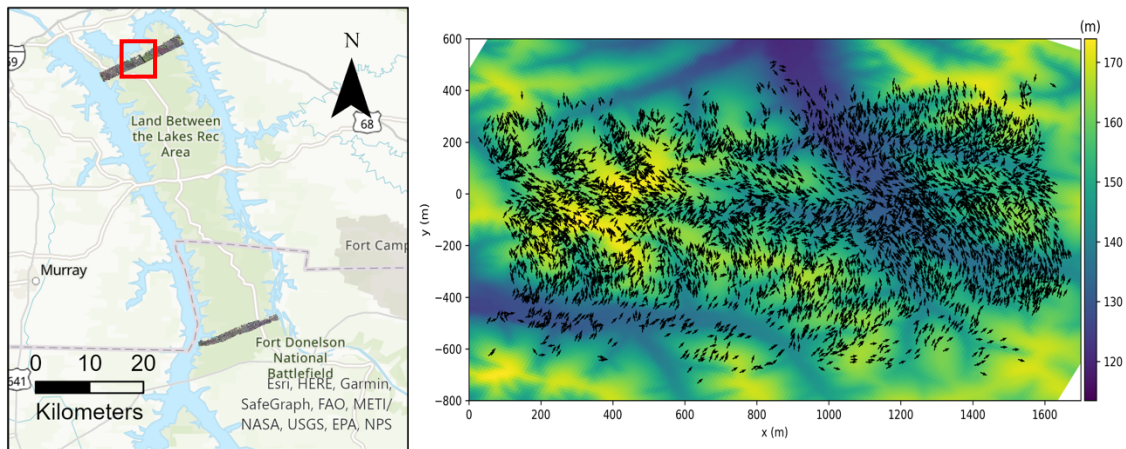 N
69
68
Land Between
the Lakes Rec
Area
Fort Camp
Murray
0 10 20
Kilometers
641
Fort Donelson
National
Battlefield
Esri, HERE, Garmin,
SafeGraph, FAO, METI/
NASA, USGS, EPA, NPS
(m)
600
400
200
0
−200
−400
−600
−800
y (m)
0 200 400 600 800 1000 1200 1400 1600
x (m)
170
160
150
140
130
120